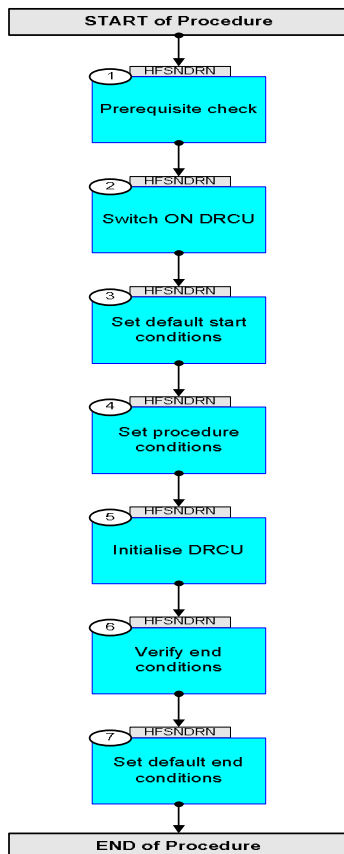 START of Procedure
HFSNDRN
1
Prerequisite check
HFSNDRN
2
Switch ON DRCU
HFSNDRN
3
Set default start
conditions
HFSNDRN
4
Set procedure
conditions
HFSNDRN
5
Initialise DRCU
HFSNDRN
6
Verify end
conditions
HFSNDRN
7
Set default end
conditions
END of Procedure